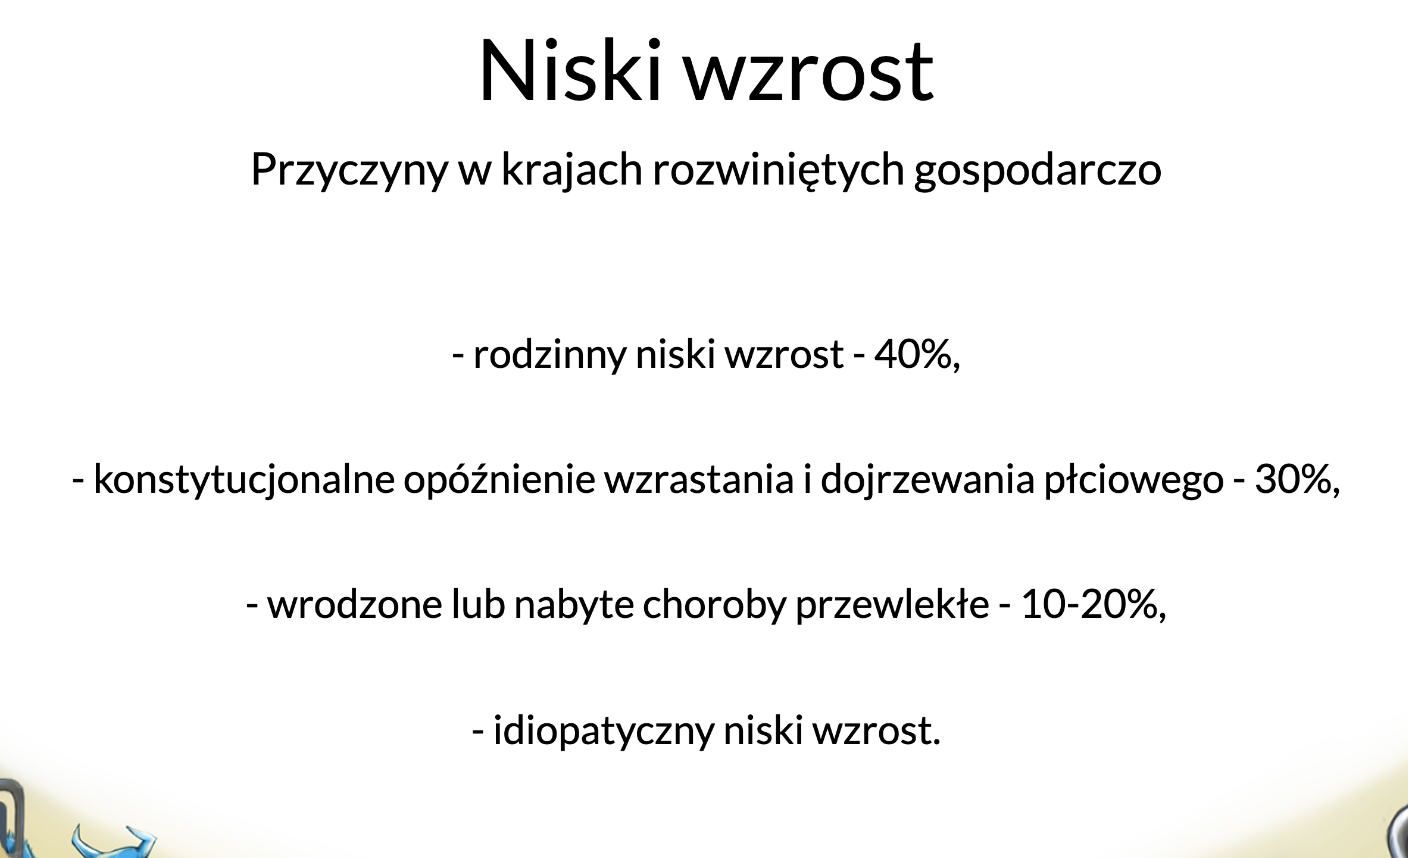 Niski wzrost
Przyczyny w krajach rozwiniętych gospodarczo
- rodzinny niski wzrost - 40%,
- konstytucjonalne opóźnienie wzrastania i dojrzewania płciowego - 30%,
- wrodzone lub nabyte choroby przewlekłe - 10-20%,
- idiopatyczny niski wzrost.